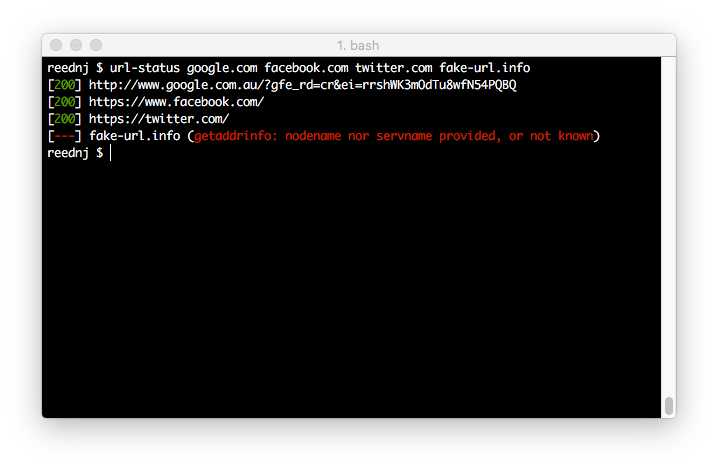 1. bash
reednj $ url-status google.com facebook.com twitter.com fake-url.info
[200] http://www.google.com.au/?gfe_rd=cr&ei=rrshWK3mOdTu8wfN54PQBQ
[200] https://www.facebook.com/
[200] https://twitter.com/
[---] fake-url.info (getaddrinfo: nodename nor servname provided, or not known)
reednj $